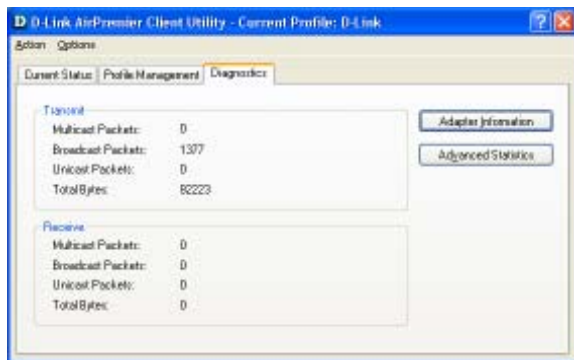 D-Link AirPremier Client Utility - Current Profile: D-Link
Action Options
Current Status Profile Management Diagnostics
Transmit
Multicast Packets: 0
Broadcast Packets: 1377
Unicast Packets: 0
Total Bytes: 82223
Adapter Information
Advanced Statistics
Receive
Multicast Packets: 0
Broadcast Packets: 0
Unicast Packets: 0
Total Bytes: 0